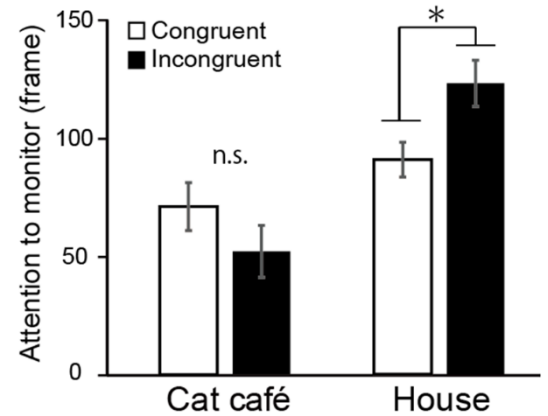 150
Congruent
Incongruent
*
100
n.s.
50
0
Attention to monitor (frame)
Cat café
House